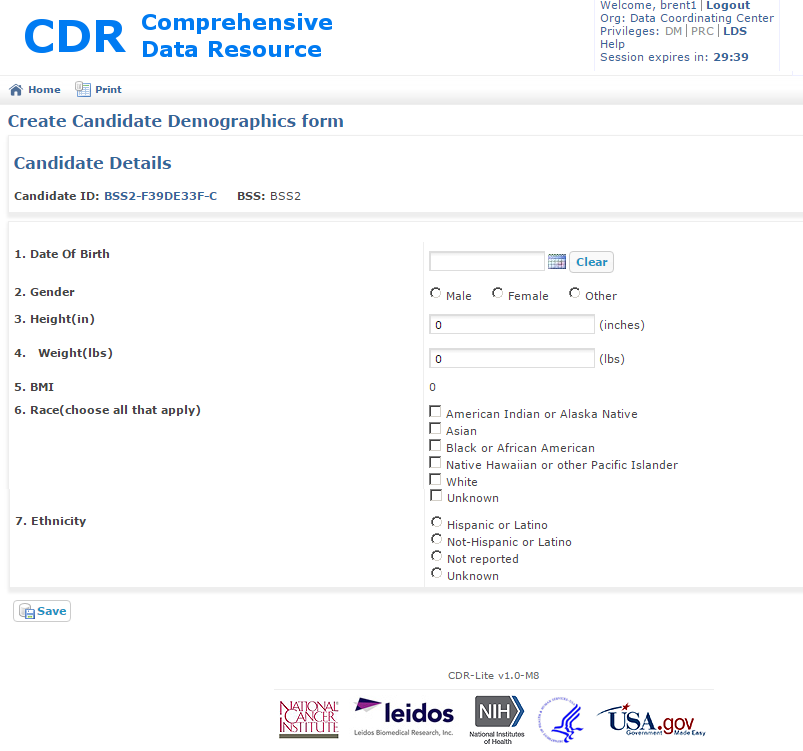 CDR Comprehensive Data Resource
Welcome, brent1 | Logout
Org: Data Coordinating Center
Privileges: DM | PRC | LDS
Help
Session expires in: 29:39
Home Print
Create Candidate Demographics form
Candidate Details
Candidate ID: BSS2-F39DE33F-C BSS: BSS2
1. Date Of Birth Clear
2. Gender Male Female Other
3. Height(in) 0 (inches)
4. Weight(lbs) 0 (lbs)
5. BMI 0
6. Race(choose all that apply)
American Indian or Alaska Native
Asian
Black or African American
Native Hawaiian or other Pacific Islander
White
Unknown
7. Ethnicity
Hispanic or Latino
Not-Hispanic or Latino
Not reported
Unknown
Save
CDR-Lite v1.0-M8
NATIONAL CANCER INSTITUTE
leidos
Leidos Biomedical Research, Inc.
NIH
National Institutes of Health
USA.gov
Government Made Easy